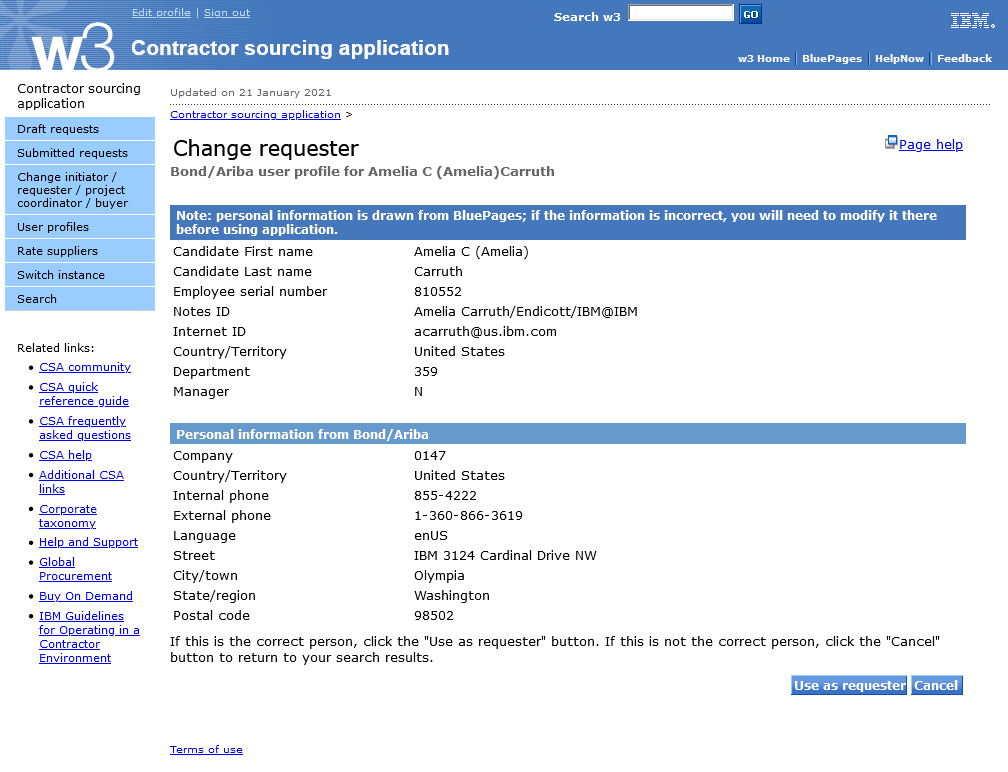 Edit profile | Sign out
Search w3
GO
IBM.
w3
Contractor sourcing application
w3 Home
BluePages
HelpNow
Feedback
Contractor sourcing
application
Draft requests
Submitted requests
Change initiator /
requester / project
coordinator / buyer
User profiles
Rate suppliers
Switch instance
Search
Related links:
CSA community
CSA quick
reference guide
CSA frequently
asked questions
CSA help
Additional CSA
links
Corporate
taxonomy
Help and Support
Global
Procurement
Buy On Demand
IBM Guidelines
for Operating in a
Contractor
Environment
Updated on 21 January 2021
Contractor sourcing application >
Change requester
Page help
Bond/Ariba user profile for Amelia C (Amelia)Carruth
Note: personal information is drawn from BluePages; if the information is incorrect, you will need to modify it there
before using application.
Candidate First name Amelia C (Amelia)
Candidate Last name Carruth
Employee serial number 810552
Notes ID Amelia Carruth/Endicott/IBM@IBM
Internet ID acarruth@us.ibm.com
Country/Territory United States
Department 359
Manager N
Personal information from Bond/Ariba
Company 0147
Country/Territory United States
Internal phone 855-4222
External phone 1-360-866-3619
Language enUS
Street IBM 3124 Cardinal Drive NW
City/town Olympia
State/region Washington
Postal code 98502
If this is the correct person, click the "Use as requester" button. If this is not the correct person, click the "Cancel"
button to return to your search results.
Use as requester Cancel
Terms of use